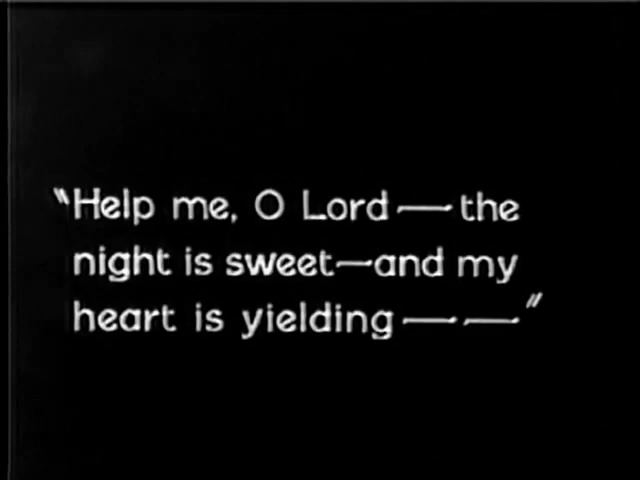 "Help me, O Lord — the
night is sweet—and my
heart is yielding — —"